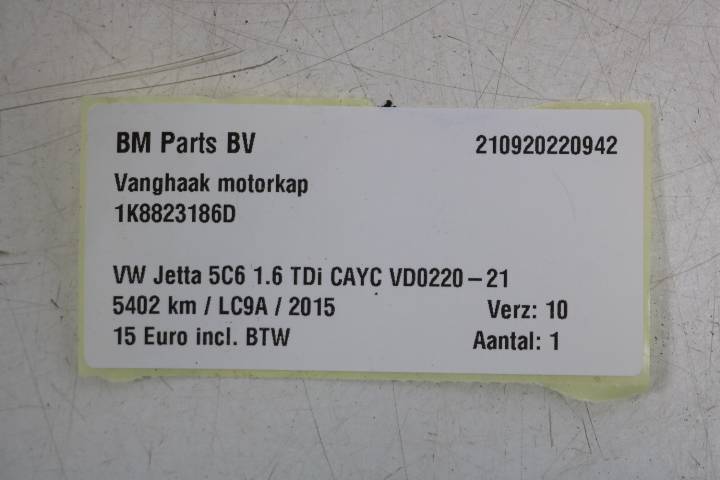 BM Parts BV 210920220942
Vanghaak motorkap
1K8823186D
VW Jetta 5C6 1.6 TDi CAYC VD0220-21
5402 km / LC9A / 2015 Verz: 10
15 Euro incl. BTW Aantal: 1